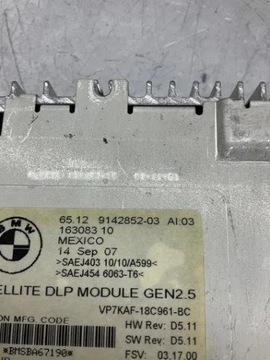 BMW
65.12 9142852-03 AI:03
163083 10
MEXICO
14 Sep 07
>SAEJ403 10/10/A599<
>SAEJ454 6063-T6<
ELLITE DLP MODULE GEN2.5
VP7KAF-18C961-BC
ON MFG. CODE
HW Rev: D5.11
SW Rev: D5.11
*BMSBA67190*
FSV: 03.17.00